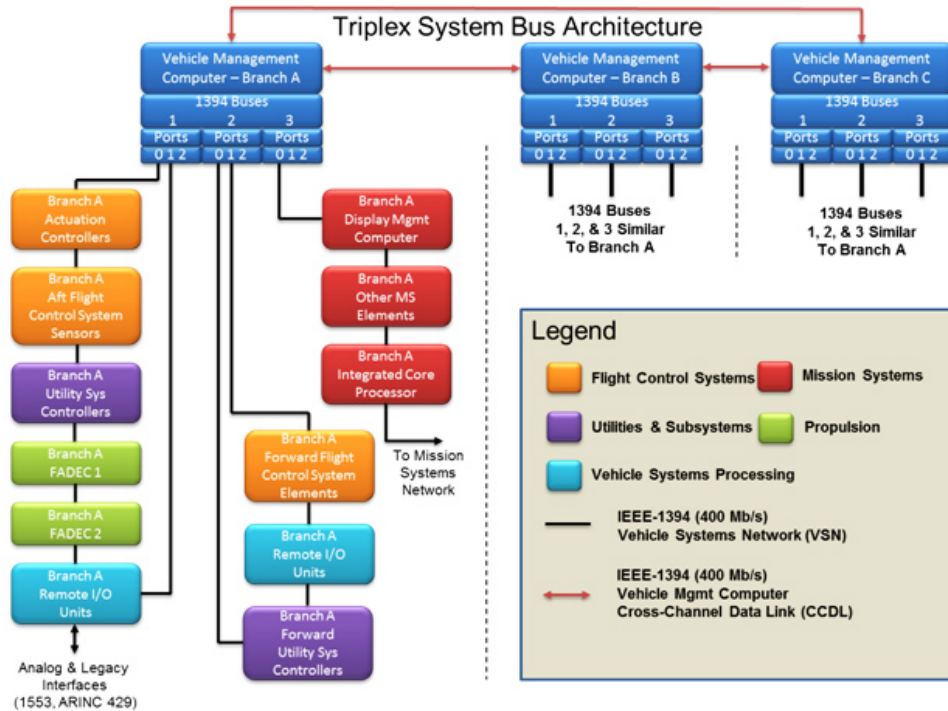 Triplex System Bus Architecture
Vehicle Management
Computer – Branch A
1394 Buses
1 2 3
Ports Ports Ports
0 1 2 0 1 2 0 1 2
Vehicle Management
Computer – Branch B
1394 Buses
1 2 3
Ports Ports Ports
0 1 2 0 1 2 0 1 2
Vehicle Management
Computer – Branch C
1394 Buses
1 2 3
Ports Ports Ports
0 1 2 0 1 2 0 1 2
Branch A
Actuation
Controllers
Branch A
Aft Flight
Control System
Sensors
Branch A
Utility Sys
Controllers
Branch A
FADEC 1
Branch A
FADEC 2
Branch A
Remote I/O
Units
Analog & Legacy
Interfaces
(1553, ARINC 429)
Branch A
Forward Flight
Control System
Elements
Branch A
Remote I/O
Units
Branch A
Forward
Utility Sys
Controllers
Branch A
Display Mgmt
Computer
Branch A
Other MS
Elements
Branch A
Integrated Core
Processor
To Mission
Systems
Network
1394 Buses
1, 2, & 3 Similar
To Branch A
1394 Buses
1, 2, & 3 Similar
To Branch A
Legend
Flight Control Systems
Mission Systems
Utilities & Subsystems
Propulsion
Vehicle Systems Processing
IEEE-1394 (400 Mb/s)
Vehicle Systems Network (VSN)
IEEE-1394 (400 Mb/s)
Vehicle Mgmt Computer
Cross-Channel Data Link (CCDL)